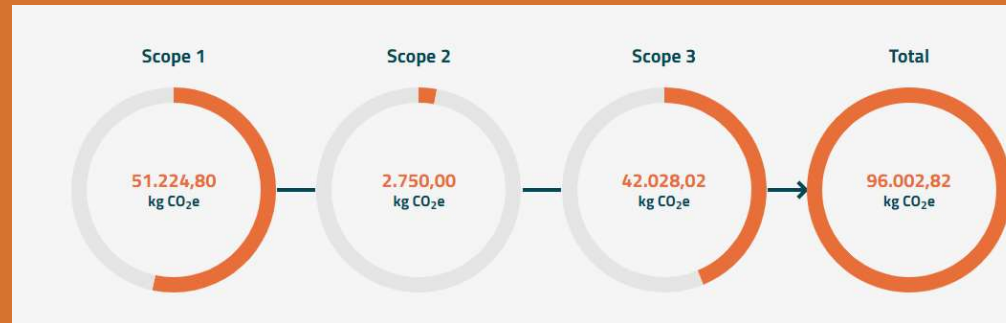 Scope 1
Scope 2
Scope 3
Total
51.224,80
kg CO₂e
2.750,00
kg CO₂e
42.028,02
kg CO₂e
96.002,82
kg CO₂e